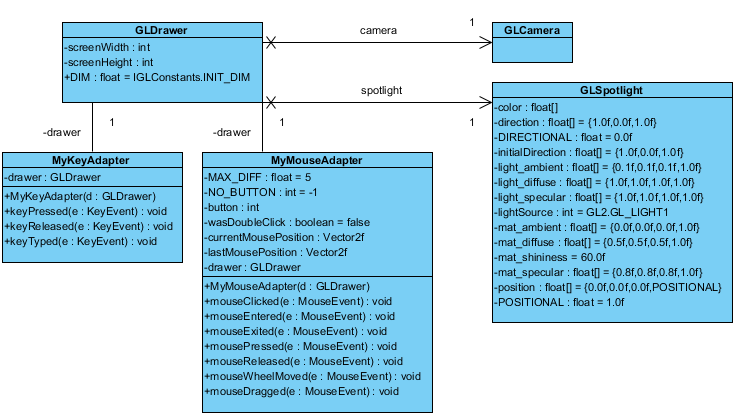 GLDrawer
-screenWidth : int
-screenHeight : int
+DIM : float = IGLConstants.INIT_DIM
camera
1
GLCamera
spotlight
1
GLSpotlight
-color : float[]
-direction : float[] = {1.0f,0.0f,1.0f}
-DIRECTIONAL : float = 0.0f
-initialDirection : float[] = {1.0f,0.0f,1.0f}
-light_ambient : float[] = {0.1f,0.1f,0.1f,1.0f}
-light_diffuse : float[] = {1.0f,1.0f,1.0f,1.0f}
-light_specular : float[] = {1.0f,1.0f,1.0f,1.0f}
-lightSource : int = GL2.GL_LIGHT1
-mat_ambient : float[] = {0.0f,0.0f,0.0f,1.0f}
-mat_diffuse : float[] = {0.5f,0.5f,0.5f,1.0f}
-mat_shininess = 60.0f
-mat_specular : float[] = {0.8f,0.8f,0.8f,1.0f}
-position : float[] = {0.0f,0.0f,0.0f,POSITIONAL}
-POSITIONAL : float = 1.0f
1
-drawer
MyKeyAdapter
-drawer : GLDrawer
+MyKeyAdapter(d : GLDrawer)
+keyPressed(e : KeyEvent) : void
+keyReleased(e : KeyEvent) : void
+keyTyped(e : KeyEvent) : void
1
-drawer
MyMouseAdapter
-MAX_DIFF : float = 5
-NO_BUTTON : int = -1
-button : int
-wasDoubleClick : boolean = false
-currentMousePosition : Vector2f
-lastMousePosition : Vector2f
-drawer : GLDrawer
+MyMouseAdapter(d : GLDrawer)
+mouseClicked(e : MouseEvent) : void
+mouseEntered(e : MouseEvent) : void
+mouseExited(e : MouseEvent) : void
+mousePressed(e : MouseEvent) : void
+mouseReleased(e : MouseEvent) : void
+mouseWheelMoved(e : MouseEvent) : void
+mouseDragged(e : MouseEvent) : void